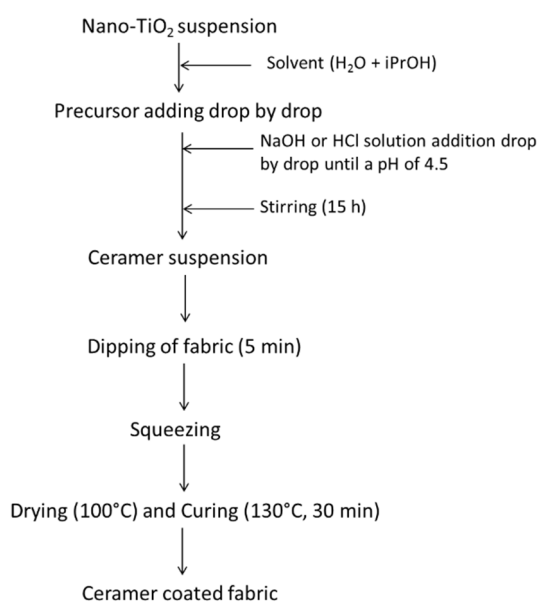 Nano-TiO₂ suspension
Solvent (H₂O + iPrOH)
Precursor adding drop by drop
NaOH or HCl solution addition drop
by drop until a pH of 4.5
Stirring (15 h)
Ceramer suspension
Dipping of fabric (5 min)
Squeezing
Drying (100°C) and Curing (130°C, 30 min)
Ceramer coated fabric